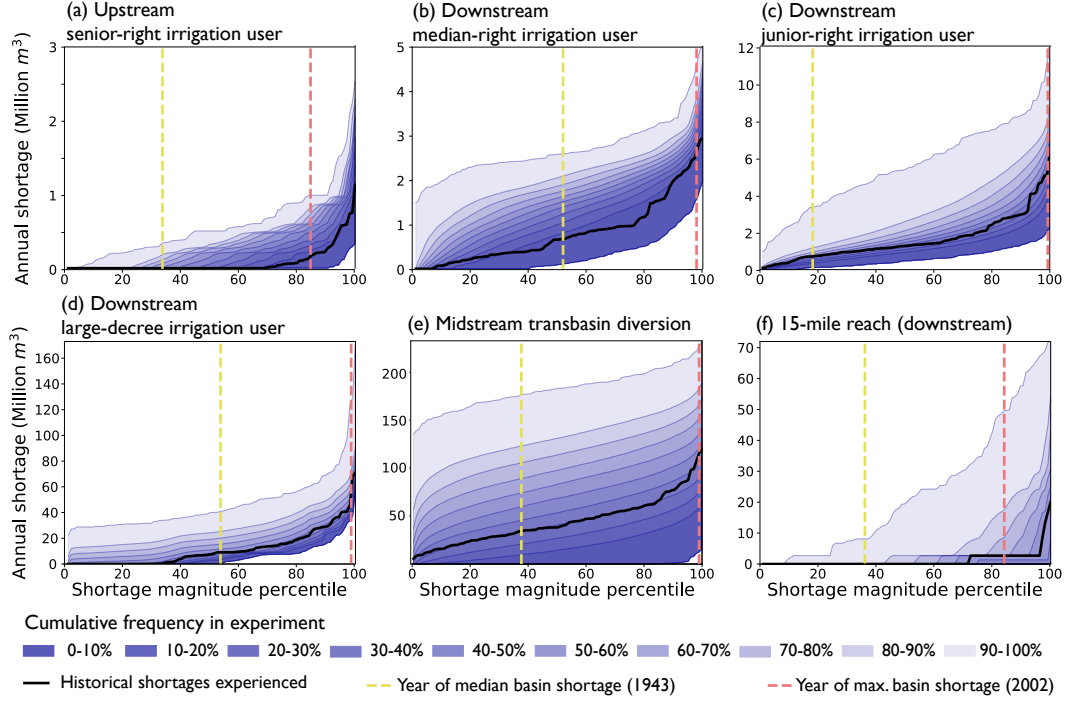 (a) Upstream
senior-right irrigation user
(b) Downstream
median-right irrigation user
(c) Downstream
junior-right irrigation user
Annual shortage (Million m³)
3
2
1
0
0 20 40 60 80 100
5
4
3
2
1
0
0 20 40 60 80 100
12
10
8
6
4
2
0
0 20 40 60 80 100
(d) Downstream
large-decree irrigation user
(e) Midstream transbasin diversion
(f) 15-mile reach (downstream)
Annual shortage (Million m³)
160
140
120
100
80
60
40
20
0
0 20 40 60 80 100
Shortage magnitude percentile
200
150
100
50
0 20 40 60 80 100
Shortage magnitude percentile
70
60
50
40
30
20
10
0
0 20 40 60 80 100
Shortage magnitude percentile
Cumulative frequency in experiment
0-10% 10-20% 20-30% 30-40% 40-50% 50-60% 60-70% 70-80% 80-90% 90-100%
Historical shortages experienced Year of median basin shortage (1943) Year of max. basin shortage (2002)